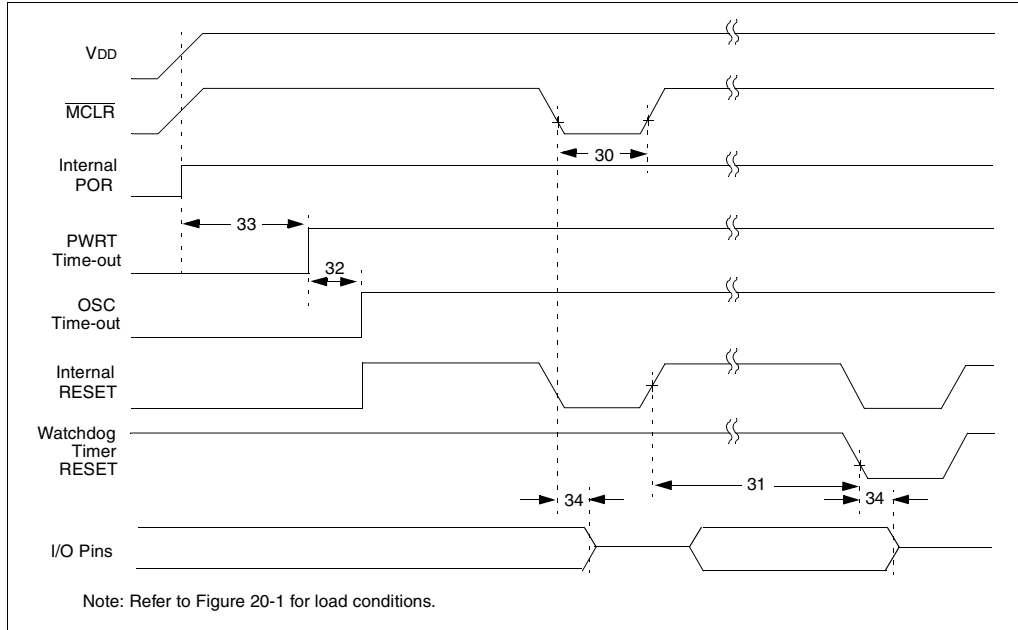 VDD
MCLR
30
Internal
POR
33
PWRT
Time-out
32
OSC
Time-out
Internal
RESET
Watchdog
Timer
RESET
31
34
34
I/O Pins
Note: Refer to Figure 20-1 for load conditions.